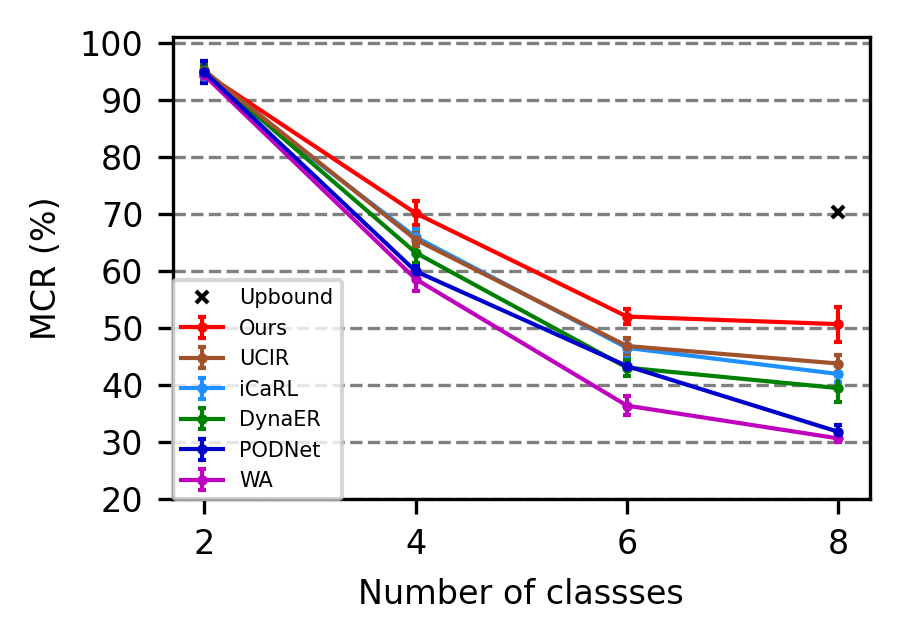 100
90
80
70
60
50
40
30
20
MCR (%)
Upbound
Ours
UCIR
iCaRL
DynaER
PODNet
WA
2 4 6 8
Number of classses